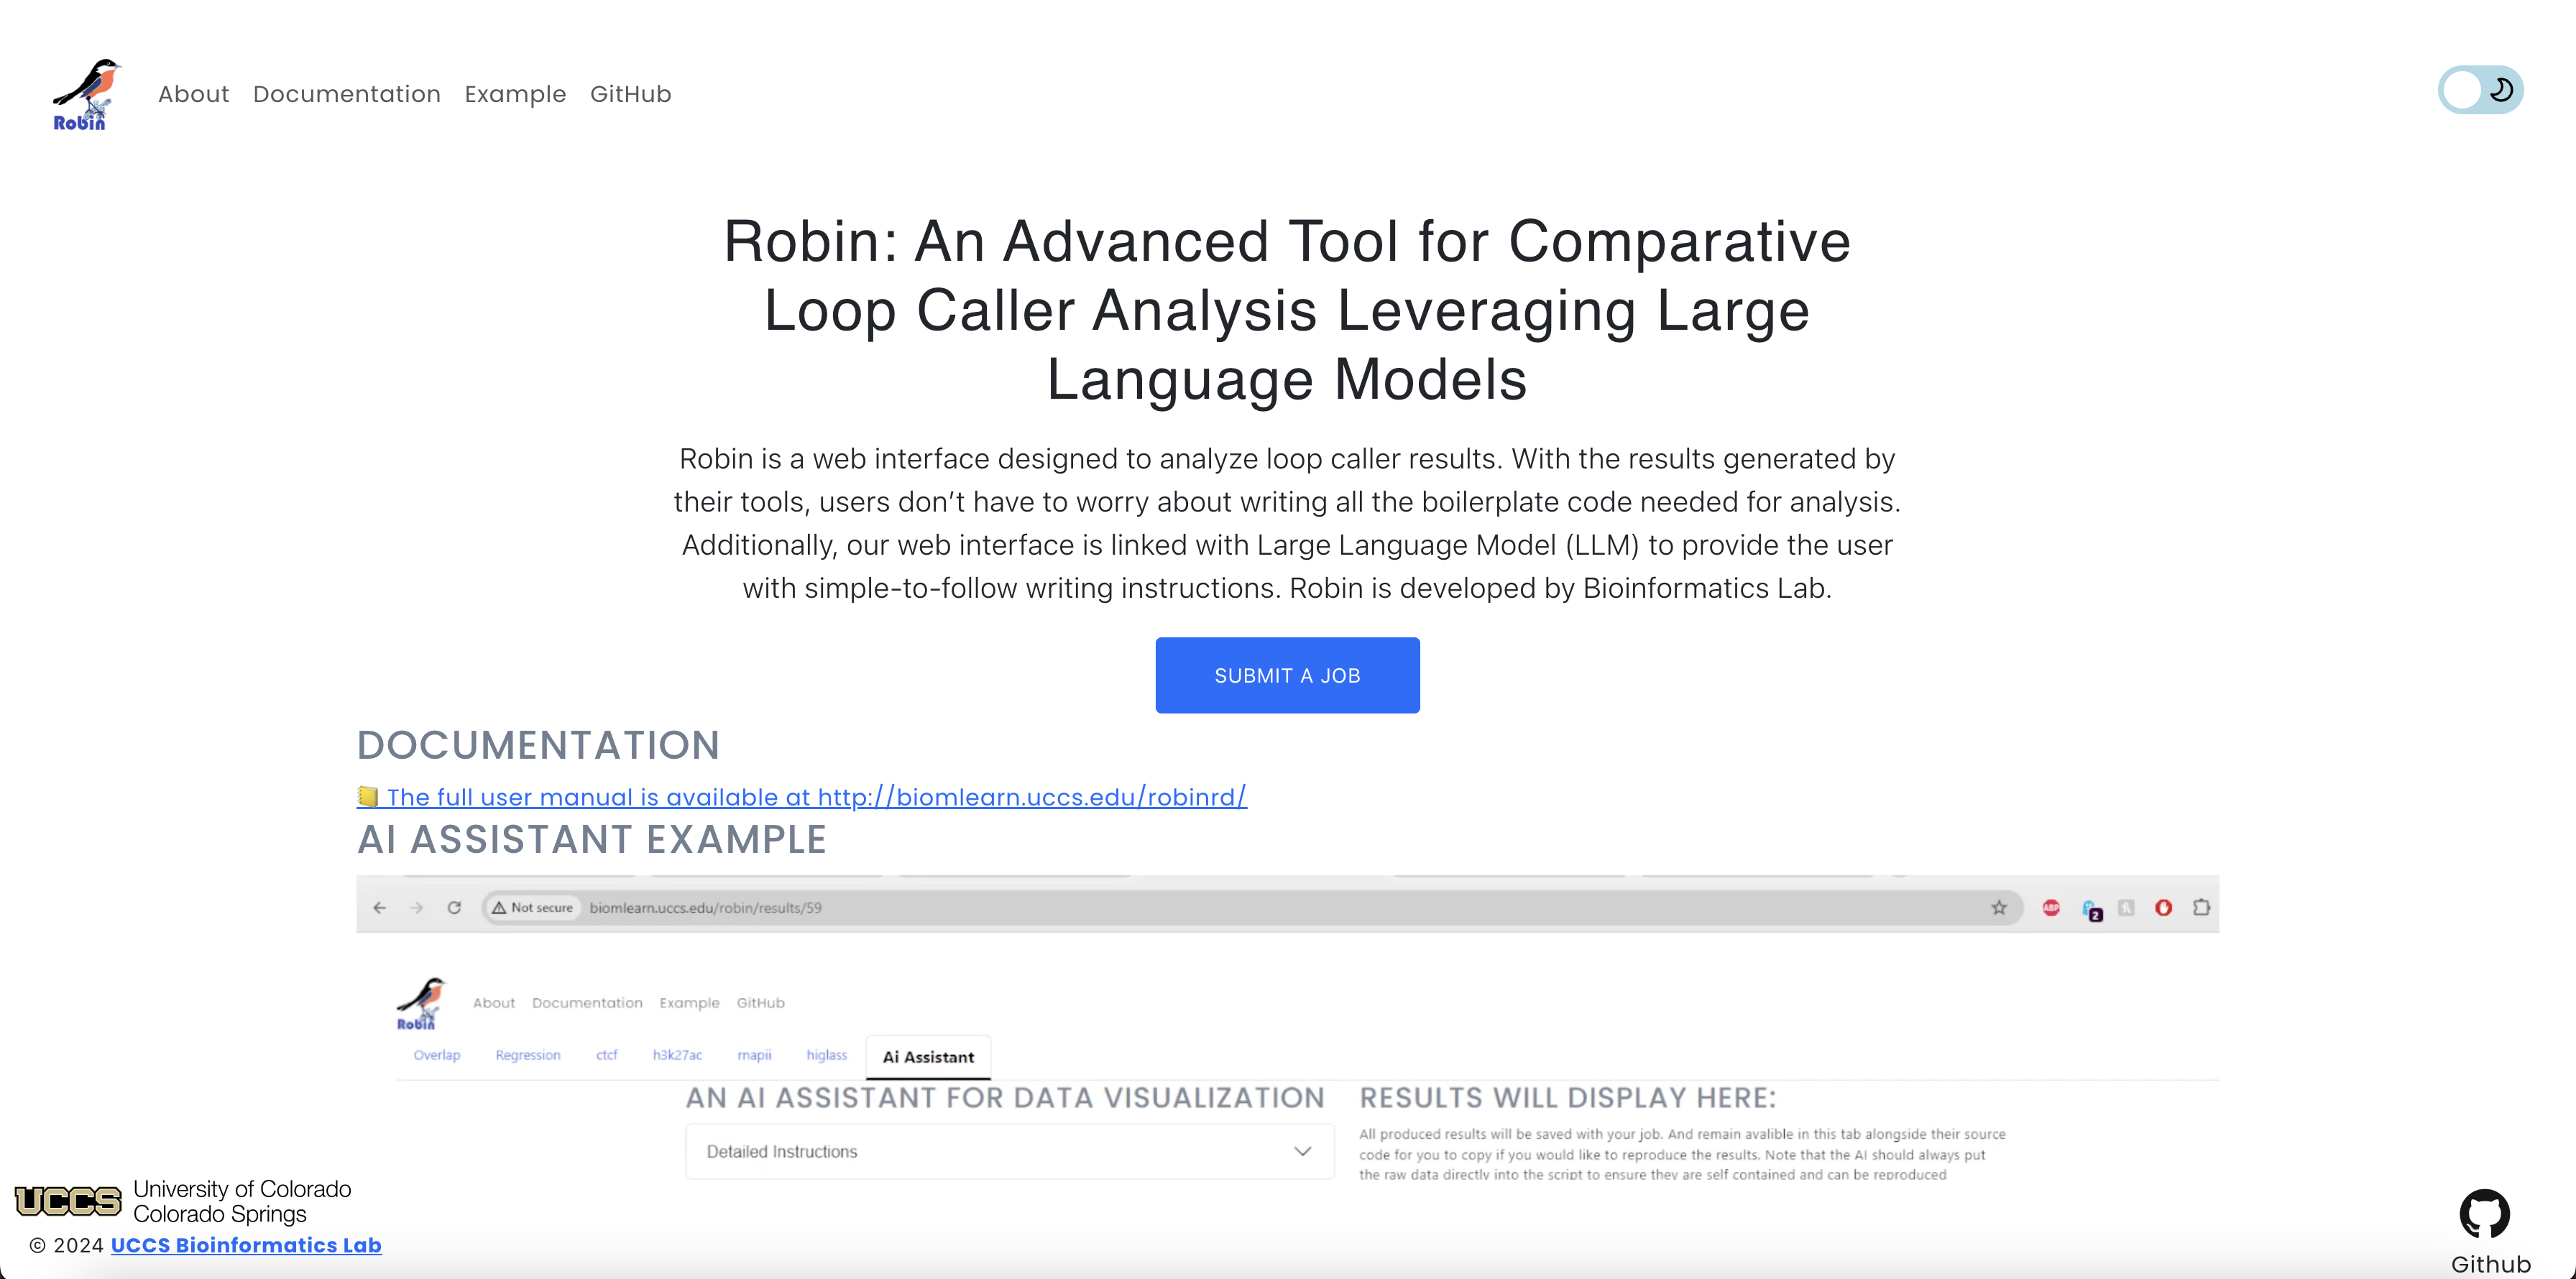 Robin
About Documentation Example GitHub
Robin: An Advanced Tool for Comparative
Loop Caller Analysis Leveraging Large
Language Models
Robin is a web interface designed to analyze loop caller results. With the results generated by
their tools, users don’t have to worry about writing all the boilerplate code needed for analysis.
Additionally, our web interface is linked with Large Language Model (LLM) to provide the user
with simple-to-follow writing instructions. Robin is developed by Bioinformatics Lab.
SUBMIT A JOB
DOCUMENTATION
The full user manual is available at http://biomlearn.uccs.edu/robinrd/
AI ASSISTANT EXAMPLE
Not secure biomlearn.uccs.edu/robin/results/59
ABP 2
Robin
About Documentation Example GitHub
Overlap Regression ctcf h3k27ac rnapii higlass Ai Assistant
AN AI ASSISTANT FOR DATA VISUALIZATION
Detailed Instructions
RESULTS WILL DISPLAY HERE:
All produced results will be saved with your job. And remain avalible in this tab alongside their source
code for you to copy if you would like to reproduce the results. Note that the AI should always put
the raw data directly into the script to ensure they are self contained and can be reproduced
UCCS University of Colorado
Colorado Springs
© 2024 UCCS Bioinformatics Lab
Github